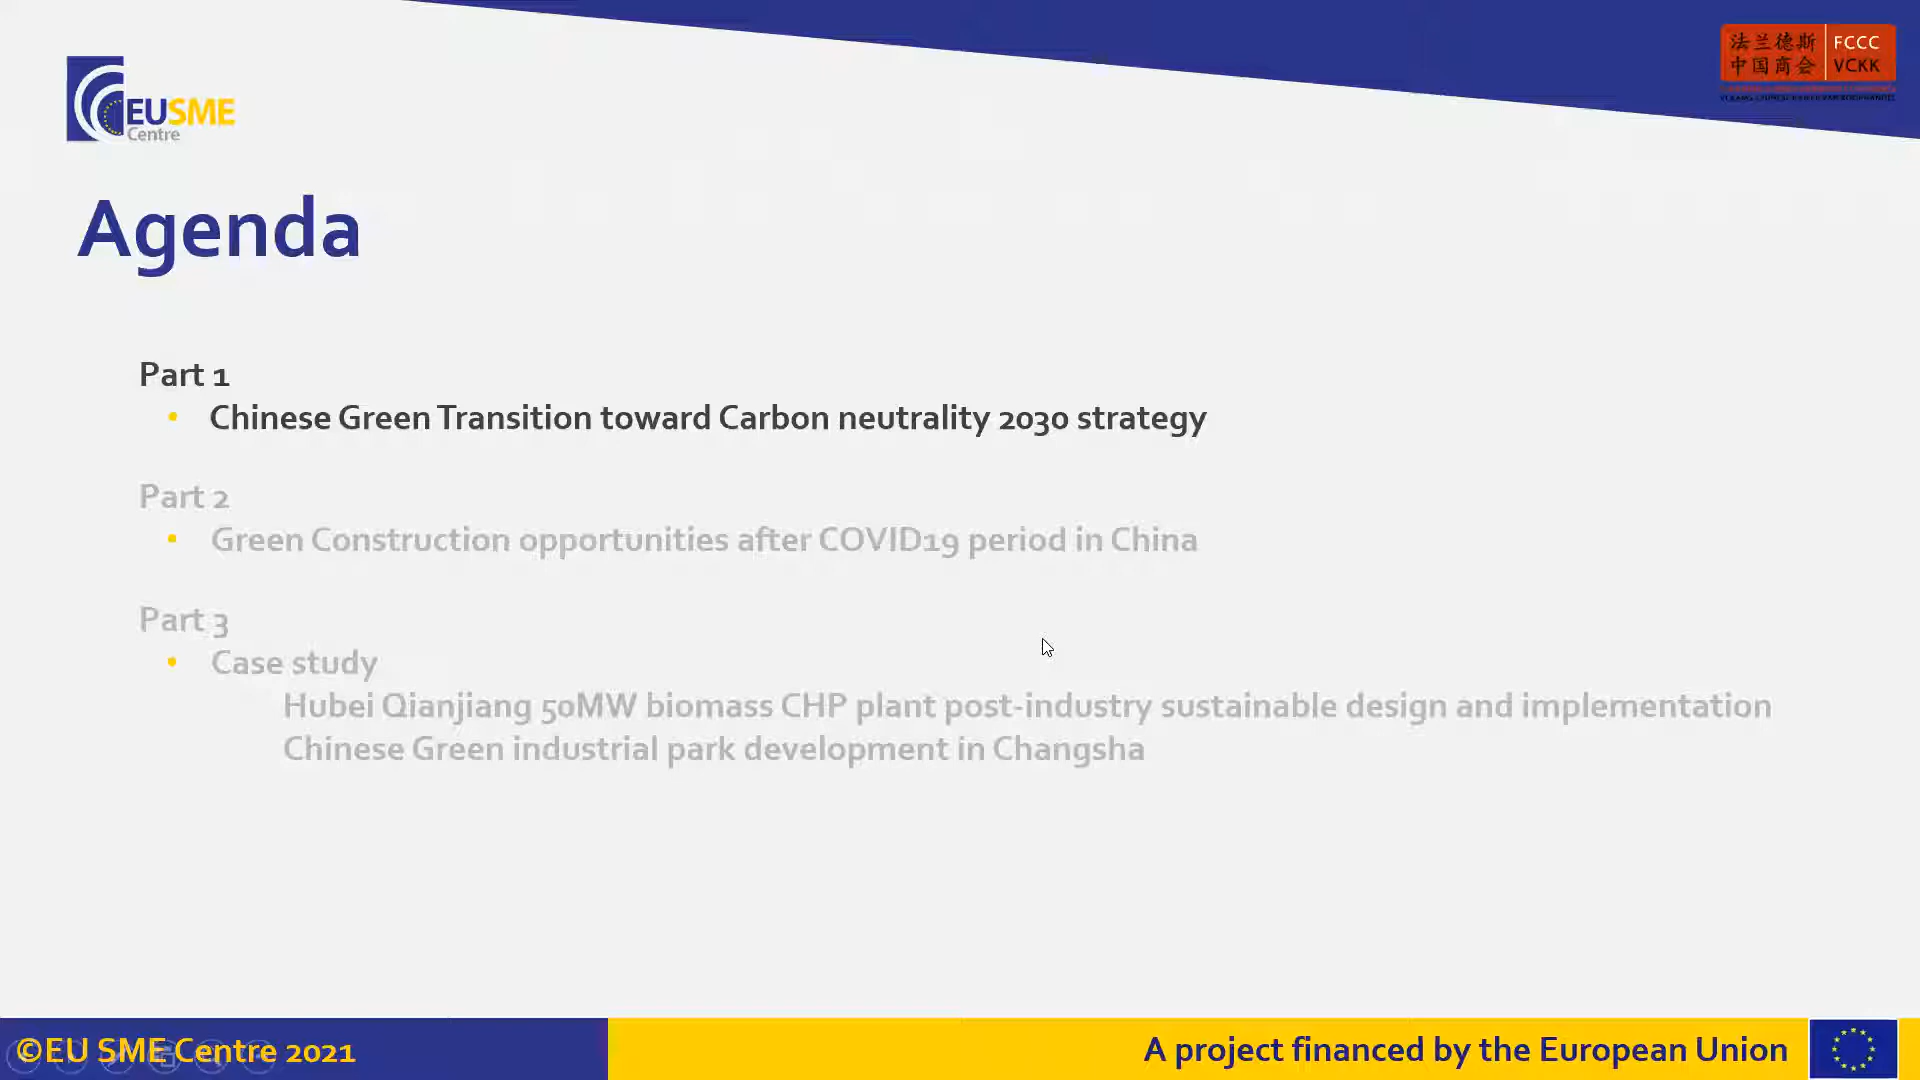 法兰德斯 FCCC
中国商会 VCKK
EUSME
Centre
Agenda
Part 1
• Chinese Green Transition toward Carbon neutrality 2030 strategy
Part 2
• Green Construction opportunities after COVID19 period in China
Part 3
• Case study
Hubei Qianjiang 50MW biomass CHP plant post-industry sustainable design and implementation
Chinese Green industrial park development in Changsha
©EU SME Centre 2021
A project financed by the European Union